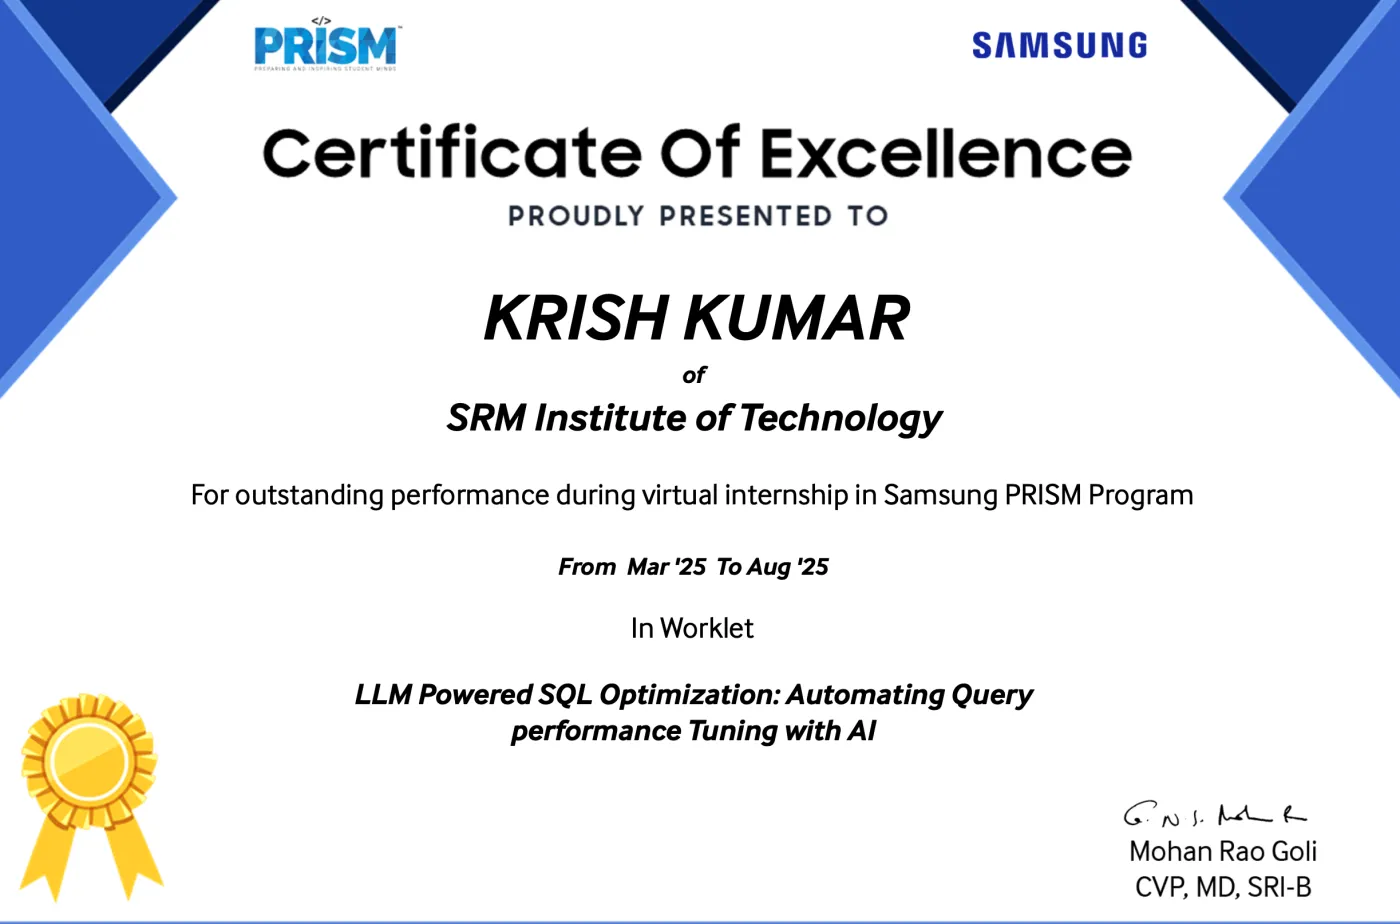 </>
PRISM™
PREPARING AND INSPIRING STUDENT MINDS
SAMSUNG
Certificate Of Excellence
PROUDLY PRESENTED TO
KRISH KUMAR
of
SRM Institute of Technology
For outstanding performance during virtual internship in Samsung PRISM Program
From Mar '25 To Aug '25
In Worklet
LLM Powered SQL Optimization: Automating Query
performance Tuning with AI
Mohan Rao Goli
CVP, MD, SRI-B